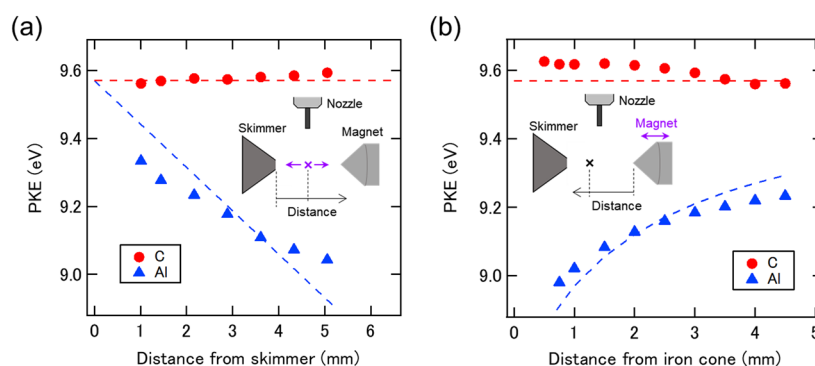 (a)
PKE (eV)
9.6
9.4
9.2
9.0
Nozzle
Skimmer
Magnet
Distance
C
Al
0 1 2 3 4 5 6
Distance from skimmer (mm)
(b)
PKE (eV)
9.6
9.4
9.2
9.0
Nozzle
Skimmer
Magnet
Distance
C
Al
0 1 2 3 4 5
Distance from iron cone (mm)